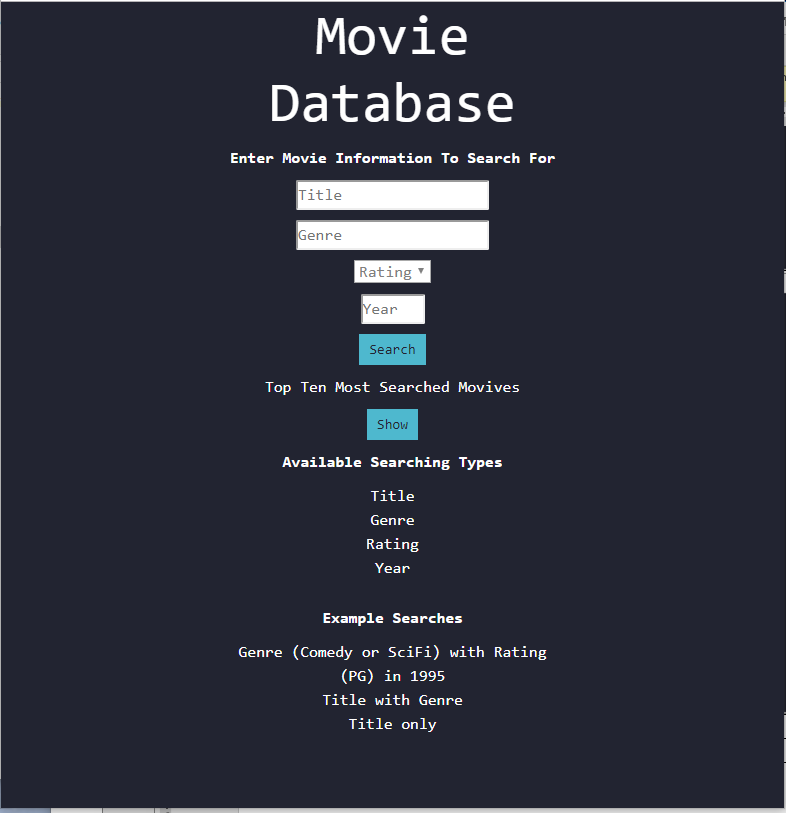 Movie
Database
Enter Movie Information To Search For
Title
Genre
Rating
Year
Search
Top Ten Most Searched Movives
Show
Available Searching Types
Title
Genre
Rating
Year
Example Searches
Genre (Comedy or SciFi) with Rating
(PG) in 1995
Title with Genre
Title only